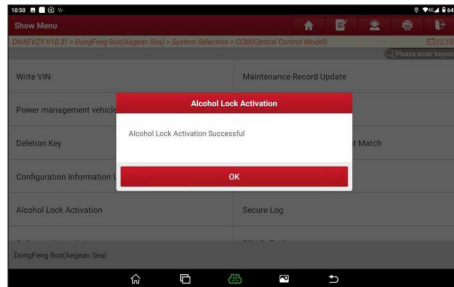 10:50
Show Menu
DNAEVZY V10.31 > DongFeng Box(Aegean Sea) > System Selection > CCM(Central Control Model)
Please enter keyword
Write VIN
Maintenance Record Update
Power management vehicle
Alcohol Lock Activation
Alcohol Lock Activation Successful
Deletion Key
t Match
Configuration Information
OK
Alcohol Lock Activation
Secure Log
DongFeng Box(Aegean Sea)